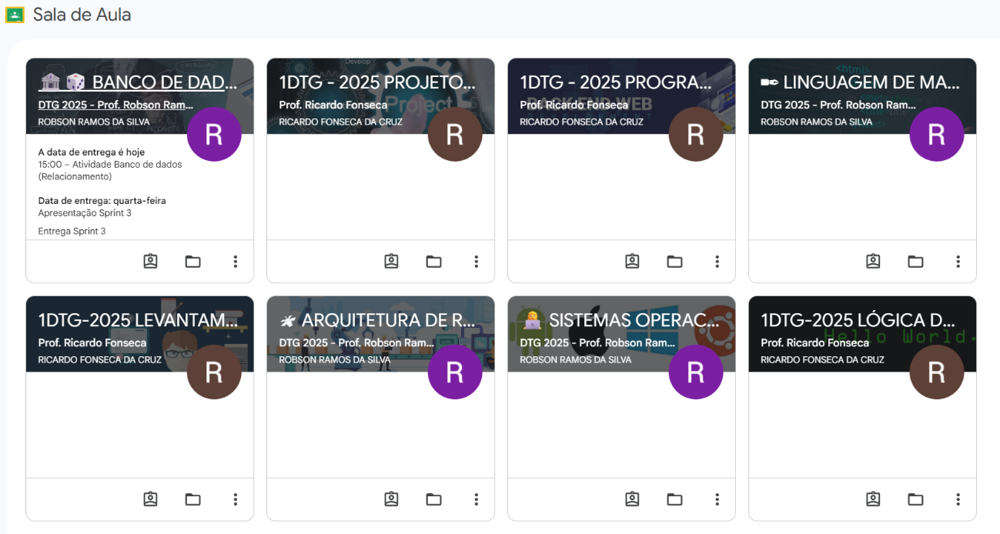 Sala de Aula
BANCO DE DAD...
DTG 2025 - Prof. Robson Ram...
ROBSON RAMOS DA SILVA
R
A data de entrega é hoje
15:00 – Atividade Banco de dados
(Relacionamento)
Data de entrega: quarta-feira
Apresentação Sprint 3
Entrega Sprint 3
Develop
1DTG - 2025 PROJETO...
Prof. Ricardo Fonseca
Project
RICARDO FONSECA DA CRUZ
R
1DTG - 2025 PROGRA...
Prof. Ricardo Fonseca
BACKEND WEB
DEVELOPMENT
RICARDO FONSECA DA CRUZ
R
<html>
LINGUAGEM DE MA...
DTG 2025 - Prof. Robson Ram...
ROBSON RAMOS DA SILVA
R
1DTG-2025 LEVANTAM...
Prof. Ricardo Fonseca
RICARDO FONSECA DA CRUZ
R
ARQUITETURA DE R...
DTG 2025 - Prof. Robson Ram...
ROBSON RAMOS DA SILVA
R
SISTEMAS OPERAC...
DTG 2025 - Prof. Robson Ram...
ROBSON RAMOS DA SILVA
R
1DTG-2025 LÓGICA D...
Prof. Ricardo Fonseca
Hello World.
RICARDO FONSECA DA CRUZ
R